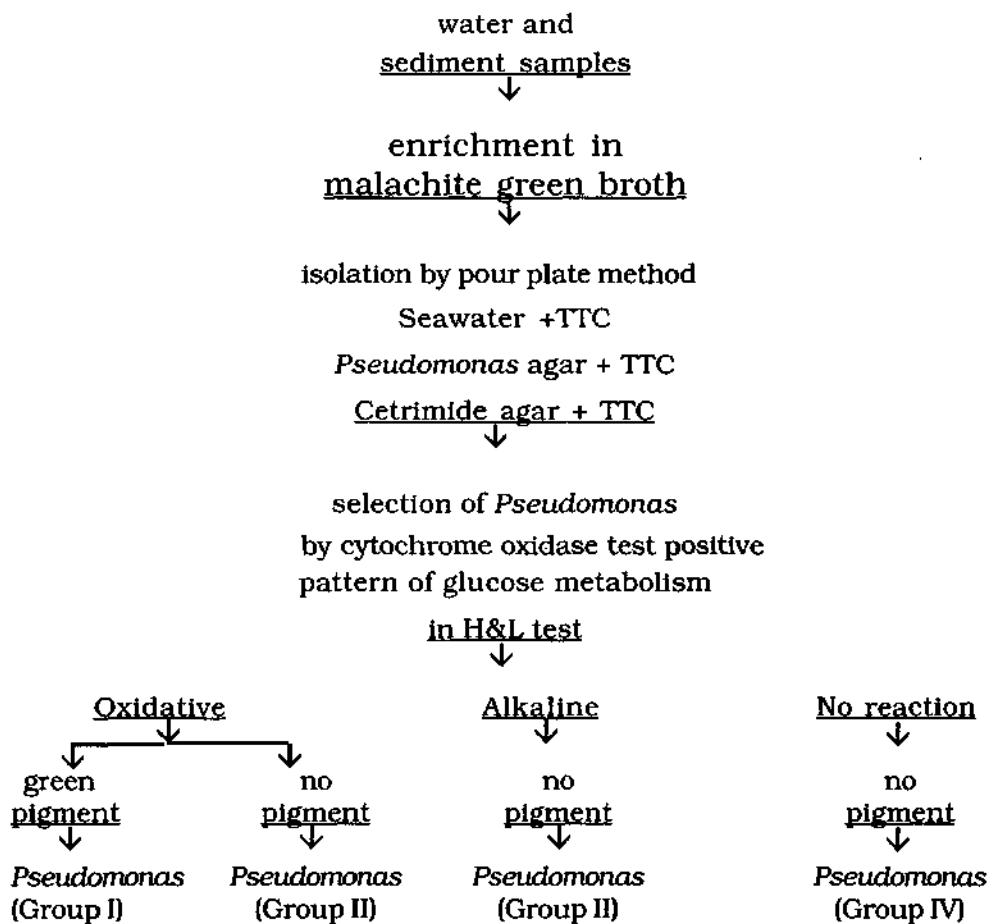 water and
sediment samples
enrichment in
malachite green broth
isolation by pour plate method
Seawater +TTC
Pseudomonas agar + TTC
Cetrimide agar + TTC
selection of Pseudomonas
by cytochrome oxidase test positive
pattern of glucose metabolism
in H&L test
Oxidative Alkaline No reaction
green no no no
pigment pigment pigment pigment
Pseudomonas Pseudomonas Pseudomonas Pseudomonas
(Group I) (Group II) (Group II) (Group IV)